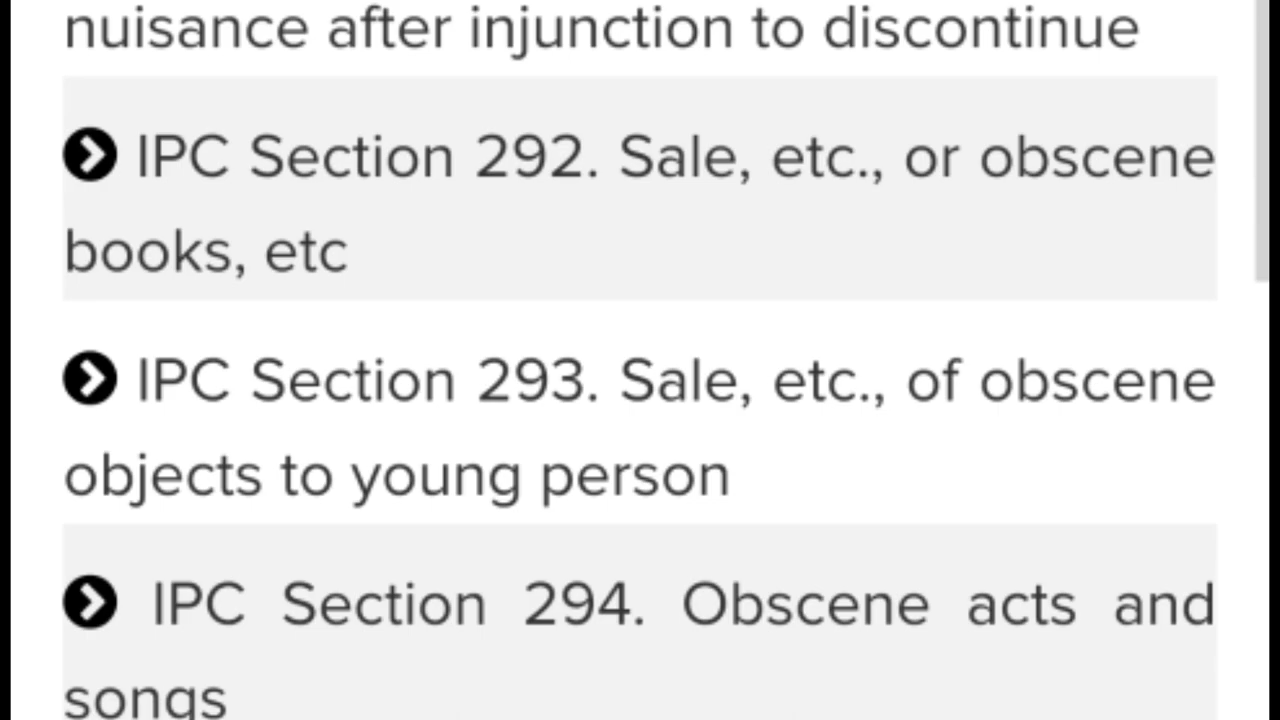 nuisance after injunction to discontinue
IPC Section 292. Sale, etc., or obscene
books, etc
IPC Section 293. Sale, etc., of obscene
objects to young person
IPC Section 294. Obscene acts and
songs